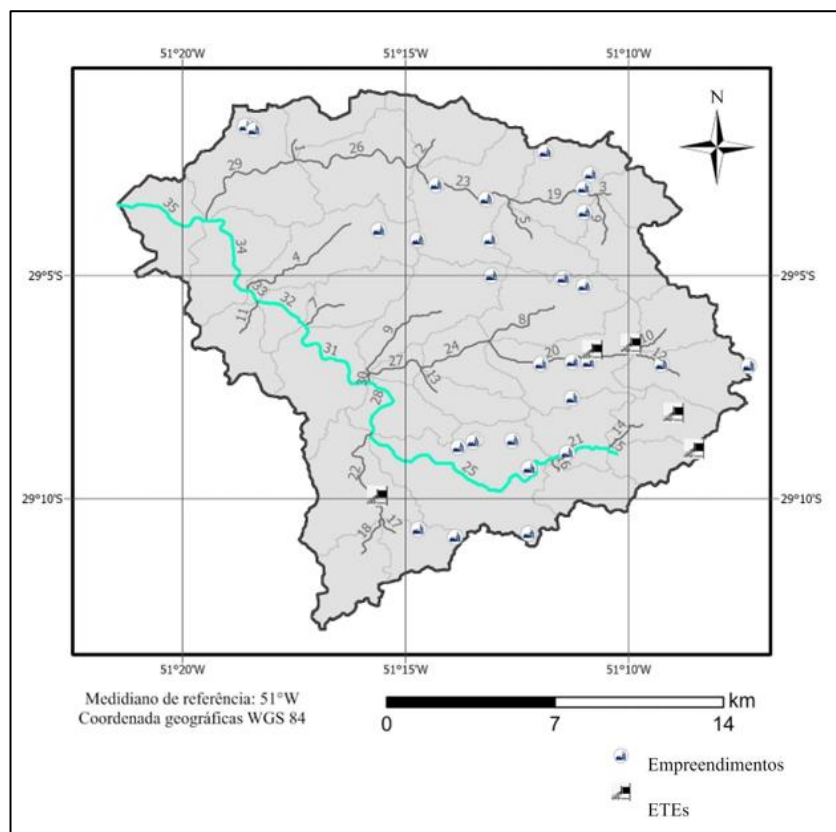 51°20'W 51°15'W 51°10'W
N
1
2
26
29
23
19
3
5
6
35
34
4
29°5'S
29°5'S
33
32
11
7
31
9
8
10
24
20
12
27
13
30
28
14
21
15
16
25
22
29°10'S
29°10'S
17
18
51°20'W 51°15'W 51°10'W
Medidiano de referência: 51°W
Coordenada geográficas WGS 84
km
0 7 14
Empreendimentos
ETEs